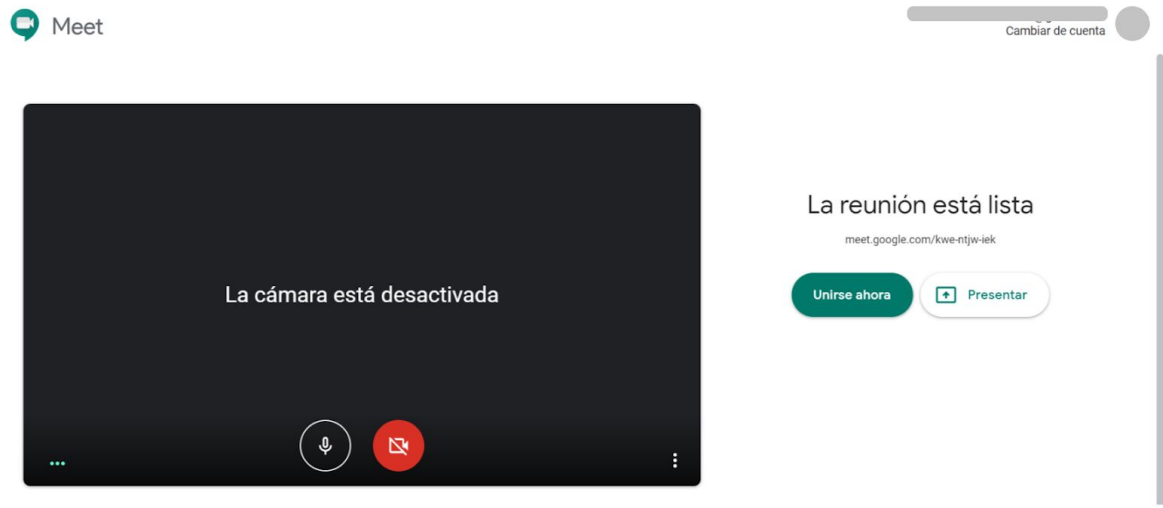 Meet
Cambiar de cuenta
La cámara está desactivada
La reunión está lista
meet.google.com/kwe-ntjw-iek
Unirse ahora
Presentar